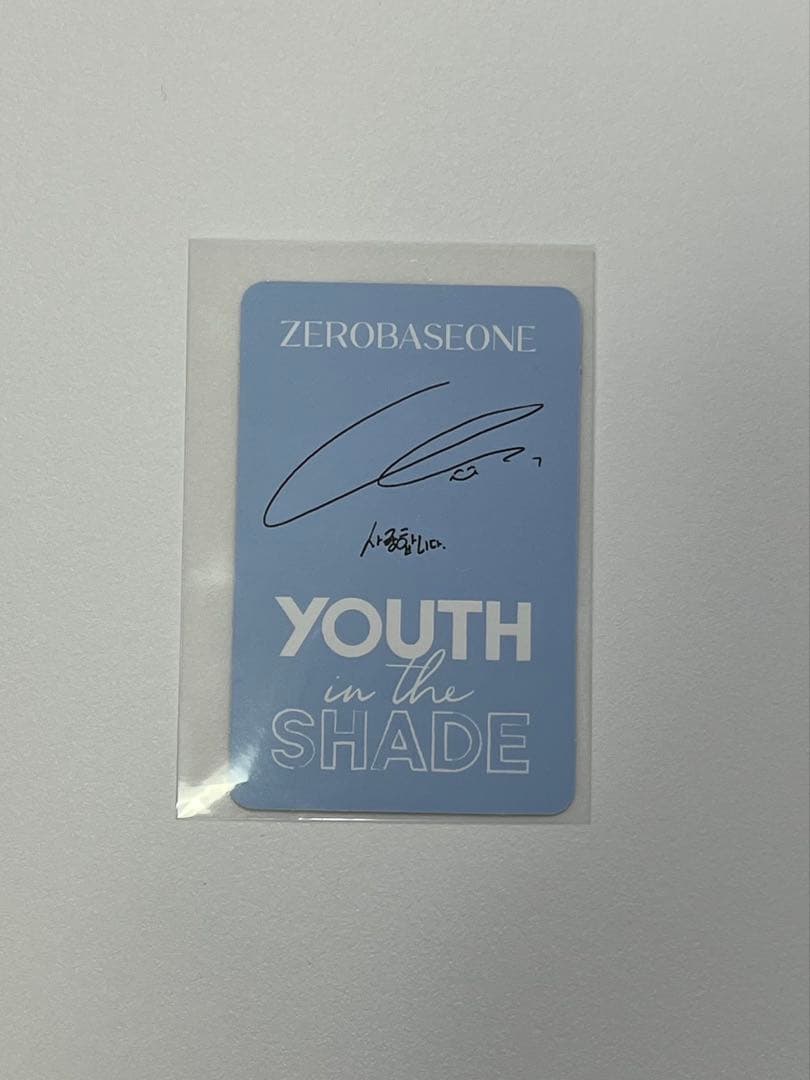 ZEROBASEONE
사랑합니다.
YOUTH
in the
SHADE